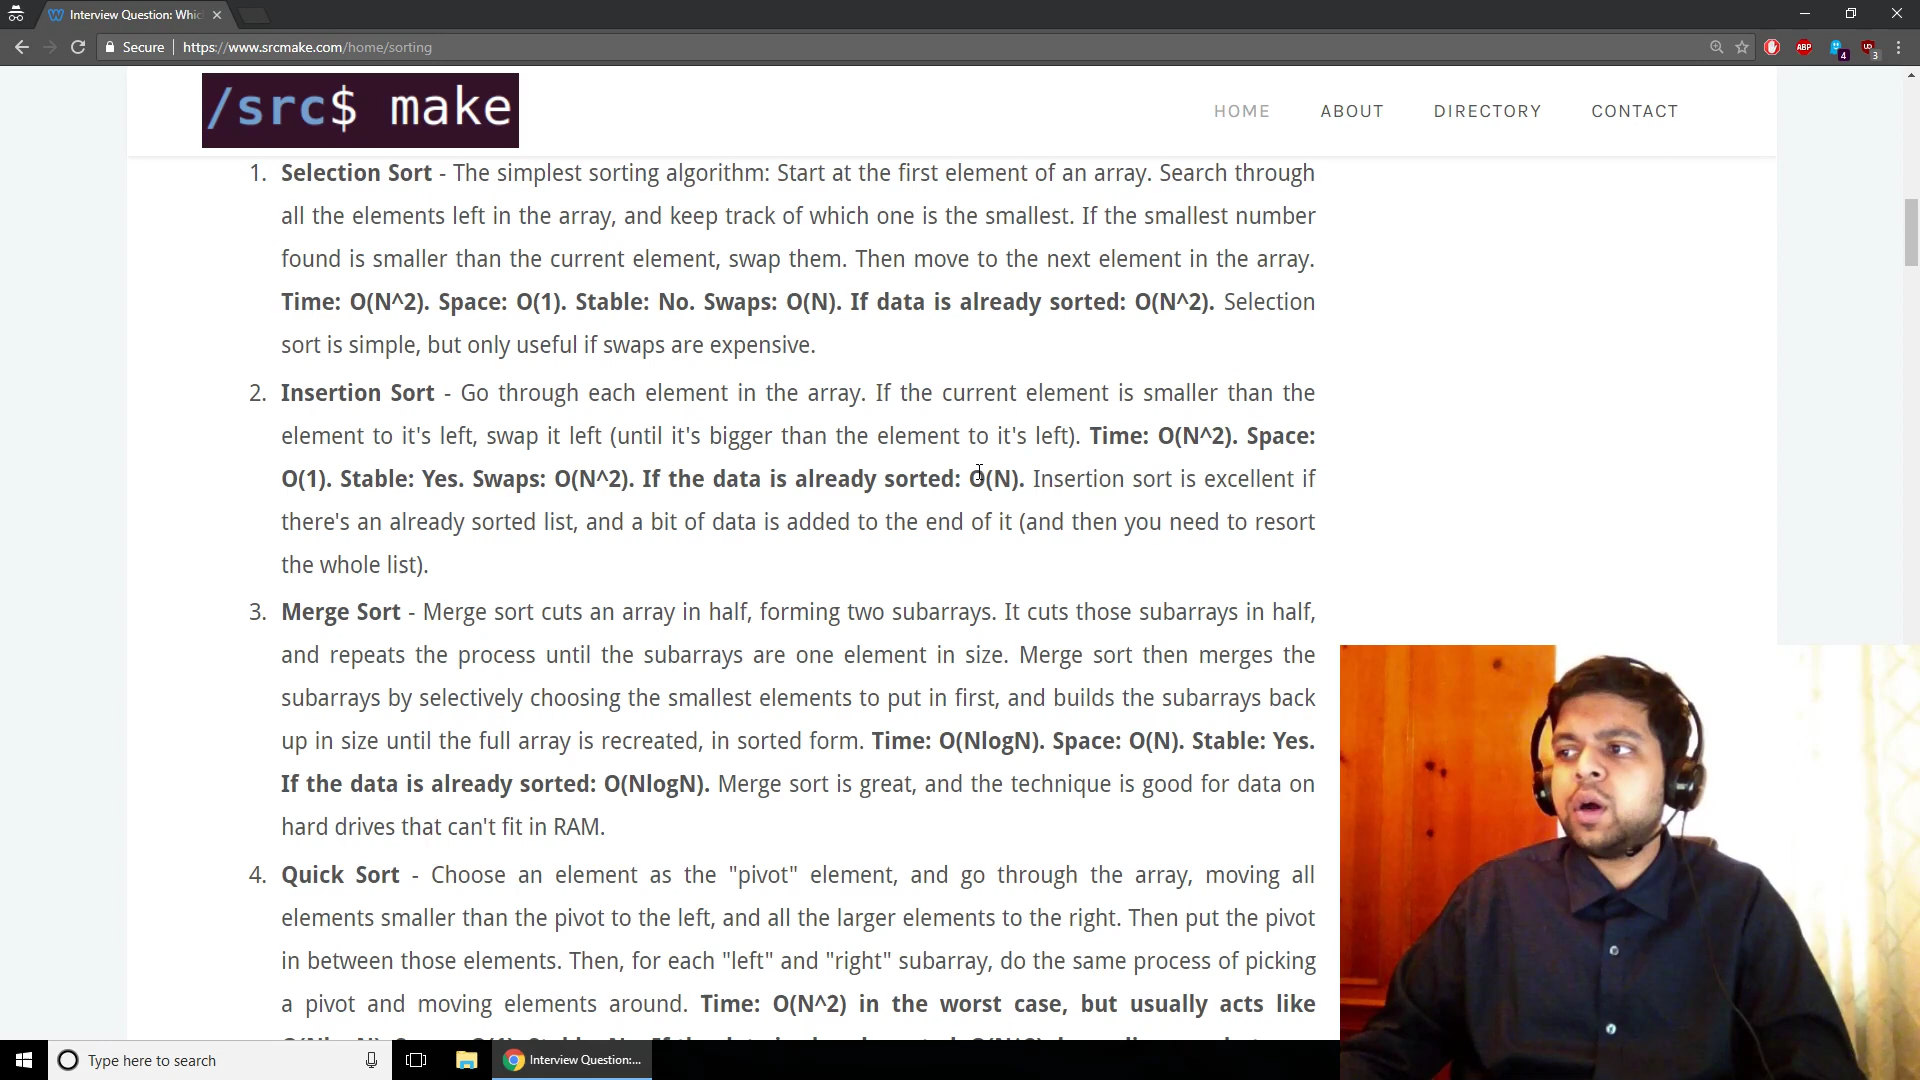 Interview Question: Whic
Secure
https://www.srcmake.com/home/sorting
ABP
4
UD
3
/src$ make
HOME
ABOUT
DIRECTORY
CONTACT
1. Selection Sort - The simplest sorting algorithm: Start at the first element of an array. Search through
all the elements left in the array, and keep track of which one is the smallest. If the smallest number
found is smaller than the current element, swap them. Then move to the next element in the array.
Time: O(N^2). Space: O(1). Stable: No. Swaps: O(N). If data is already sorted: O(N^2). Selection
sort is simple, but only useful if swaps are expensive.
2. Insertion Sort - Go through each element in the array. If the current element is smaller than the
element to it's left, swap it left (until it's bigger than the element to it's left). Time: O(N^2). Space:
O(1). Stable: Yes. Swaps: O(N^2). If the data is already sorted: O(N). Insertion sort is excellent if
there's an already sorted list, and a bit of data is added to the end of it (and then you need to resort
the whole list).
3. Merge Sort - Merge sort cuts an array in half, forming two subarrays. It cuts those subarrays in half,
and repeats the process until the subarrays are one element in size. Merge sort then merges the
subarrays by selectively choosing the smallest elements to put in first, and builds the subarrays back
up in size until the full array is recreated, in sorted form. Time: O(NlogN). Space: O(N). Stable: Yes.
If the data is already sorted: O(NlogN). Merge sort is great, and the technique is good for data on
hard drives that can't fit in RAM.
4. Quick Sort - Choose an element as the "pivot" element, and go through the array, moving all
elements smaller than the pivot to the left, and all the larger elements to the right. Then put the pivot
in between those elements. Then, for each "left" and "right" subarray, do the same process of picking
a pivot and moving elements around. Time: O(N^2) in the worst case, but usually acts like
Type here to search
Interview Question:...